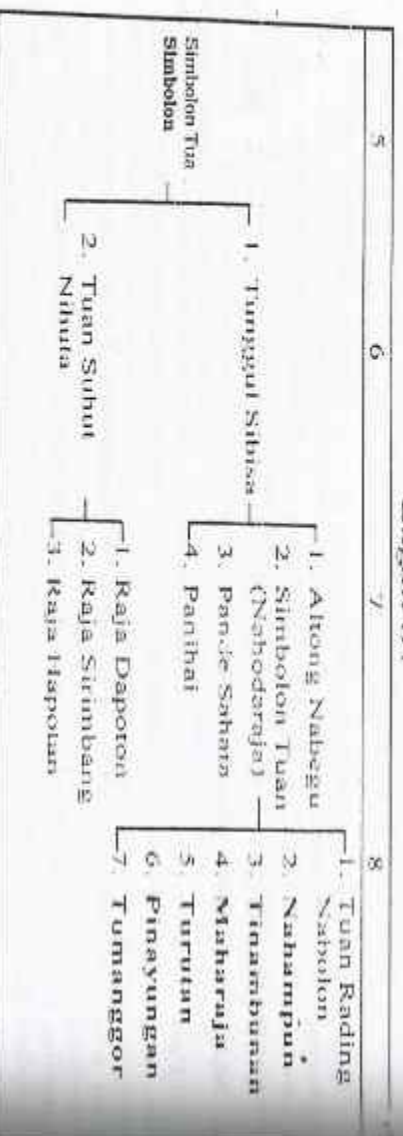 5 6 7 8
Simbolon Tua
Simbolon
1. Tunggul Sibisa
2. Tuan Suhut
Nihuta
1. Altong Nabegu
2. Simbolon Tuan
(Nahodaraja)
3. Pande Sahata
4. Panihai
1. Raja Dapoton
2. Raja Sirimbang
3. Raja Hapotan
1. Tuan Rading
Nabolon
2. Nahampun
3. Tinambunan
4. Maharaja
5. Turutan
6. Pinayungan
7. Tumanggor